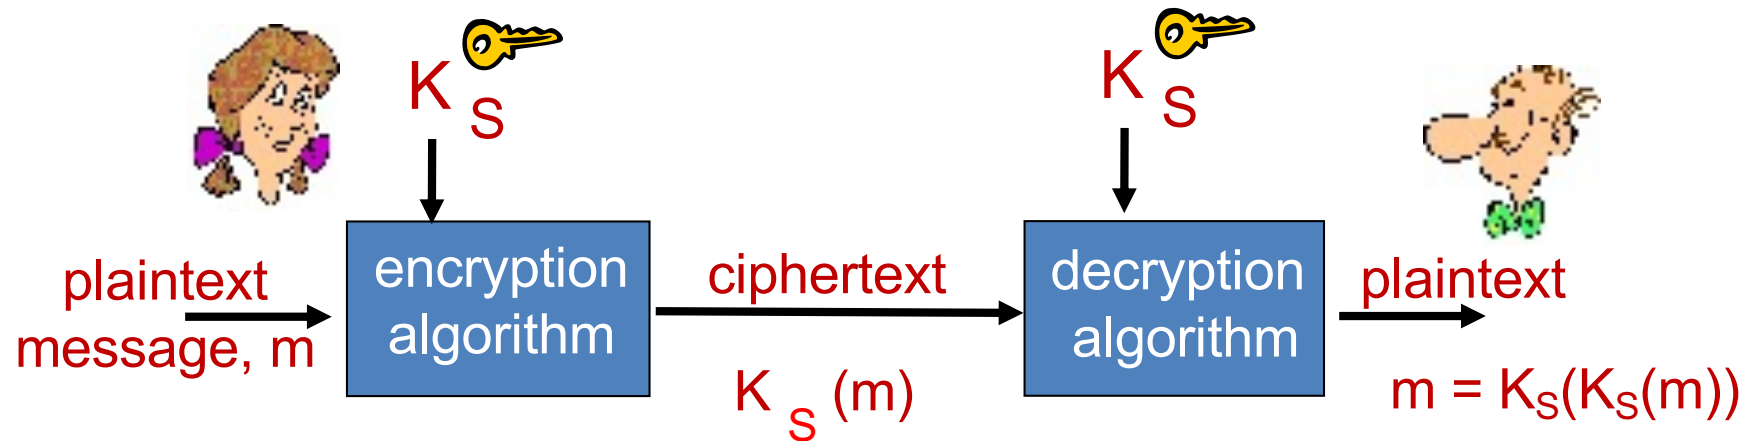 K S
K S
plaintext
message, m
encryption
algorithm
ciphertext
K S (m)
decryption
algorithm
plaintext
m = KS(KS(m))